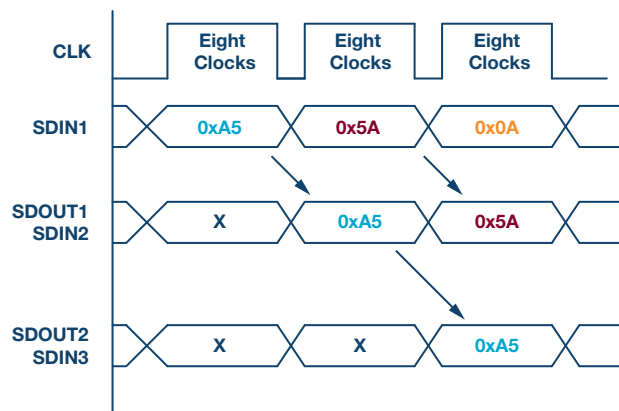 CLK
Eight Clocks
Eight Clocks
Eight Clocks
SDIN1
0xA5
0x5A
0x0A
SDOUT1
SDIN2
X
0xA5
0x5A
SDOUT2
SDIN3
X
X
0xA5